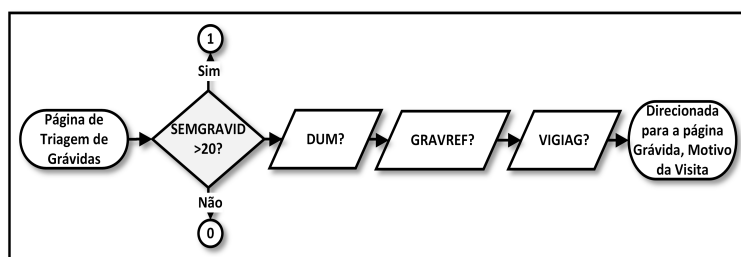 1
Sim
Página de
Triagem de
Grávidas
SEMGRAVID
>20?
DUM?
GRAVREF?
VIGIAG?
Direcionada
para a página
Grávida, Motivo
da Visita
Não
0